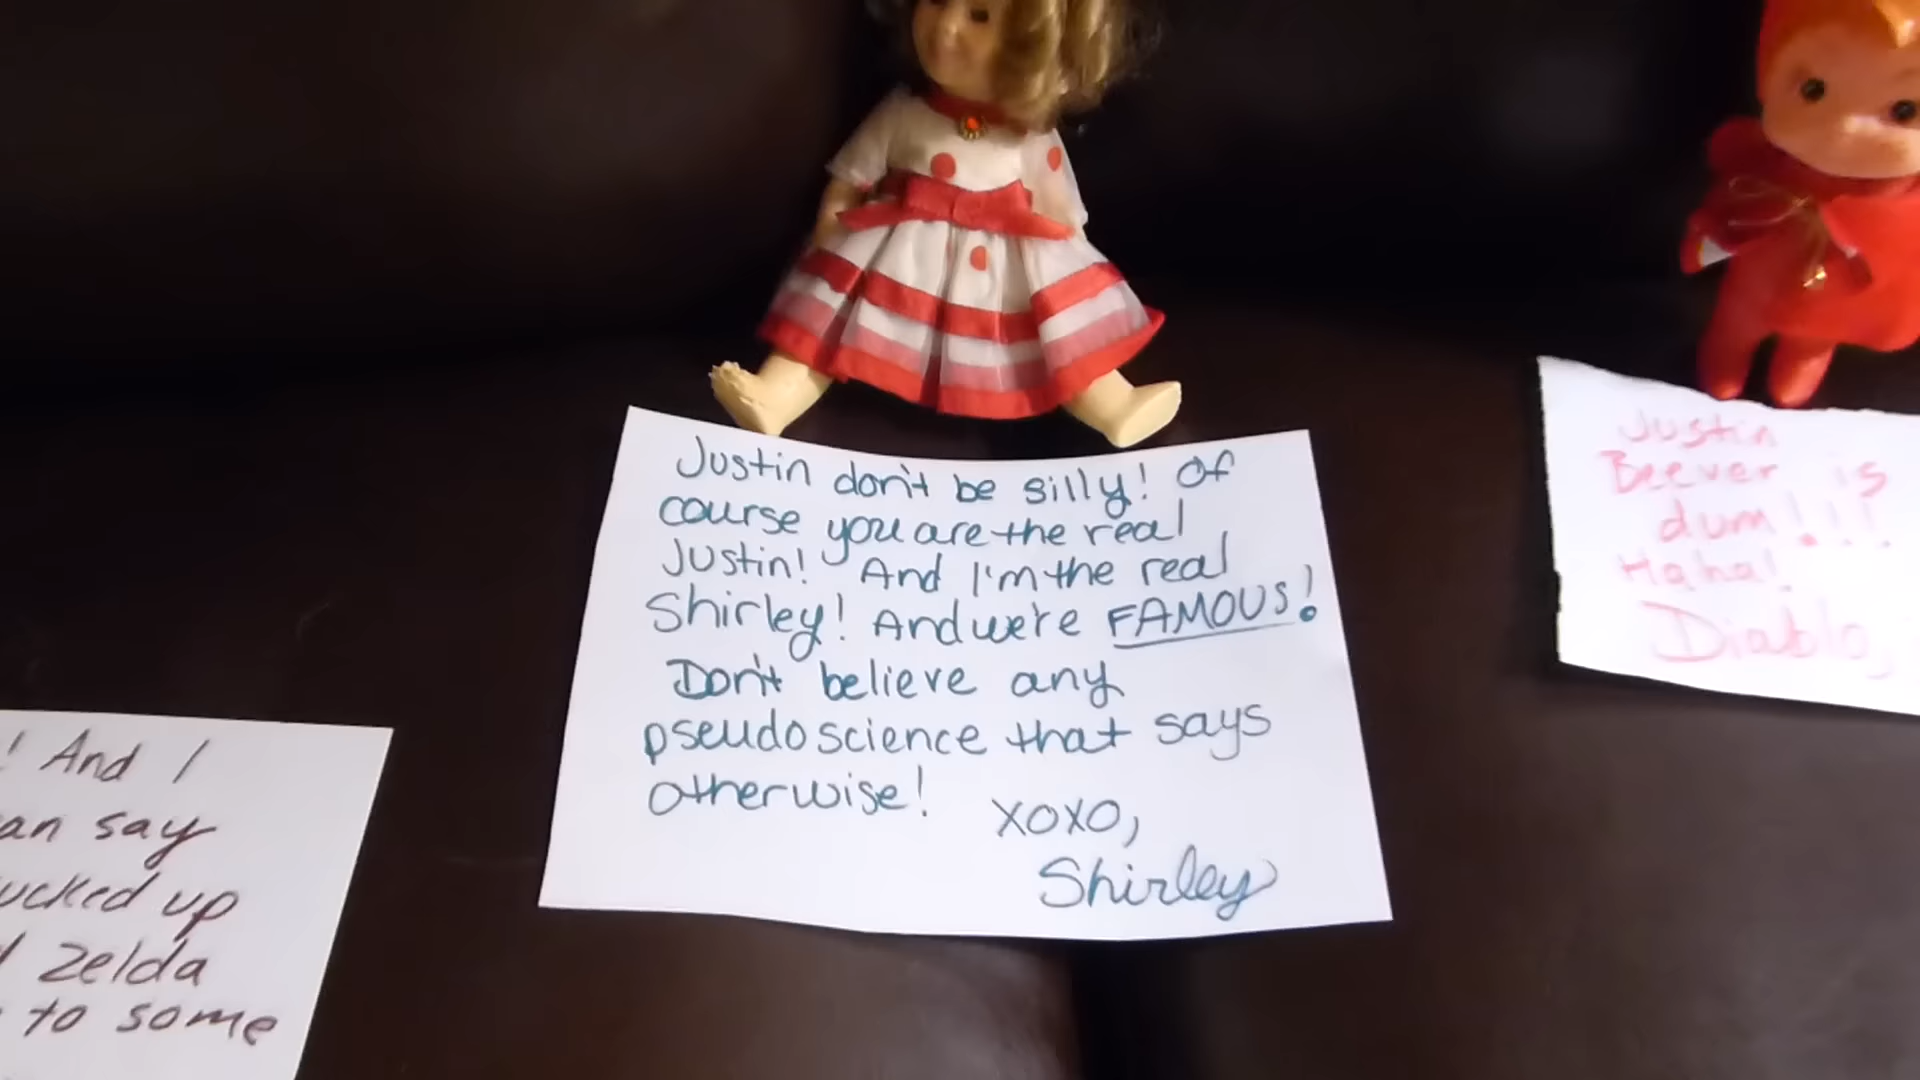 Justin don't be silly! Of
course you are the real
Justin! And I'm the real
Shirley! And we're FAMOUS!
Don't believe any
pseudoscience that says
otherwise!
XOXO,
Shirley
! And I
an say
ucked up
Zelda
to some
Justin
Beever is
dum!!!
Haha!
Diablo,